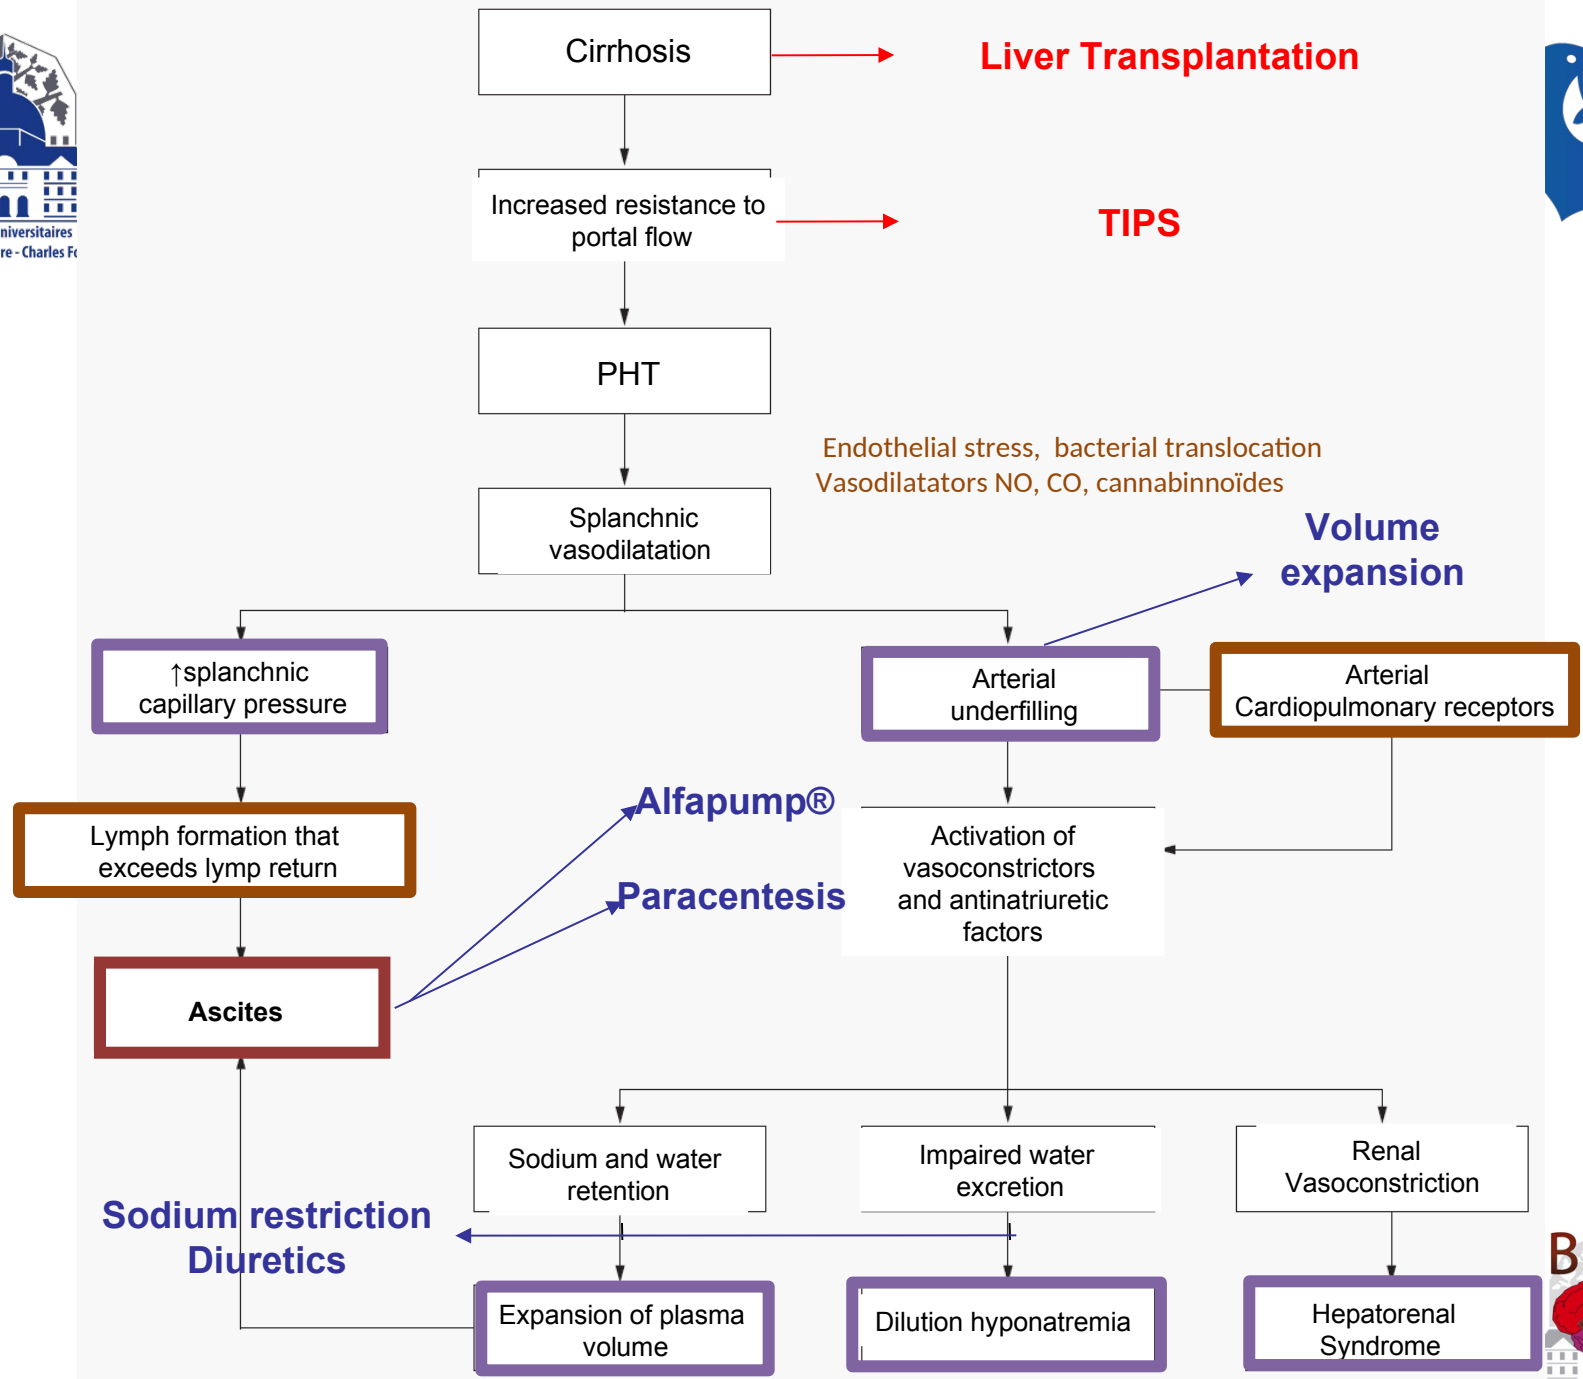 Cirrhosis
Liver Transplantation
niversitaires
re - Charles Fo
Increased resistance to
portal flow
TIPS
PHT
Endothelial stress, bacterial translocation
Vasodilatators NO, CO, cannabinnoïdes
Splanchnic
vasodilatation
Volume
expansion
↑splanchnic
capillary pressure
Arterial
underfilling
Arterial
Cardiopulmonary receptors
Alfapump®
Lymph formation that
exceeds lymp return
Activation of
vasoconstrictors
and antinatriuretic
factors
Paracentesis
Ascites
Sodium and water
retention
Impaired water
excretion
Renal
Vasoconstriction
Sodium restriction
Diuretics
Expansion of plasma
volume
Dilution hyponatremia
Hepatorenal
Syndrome
B